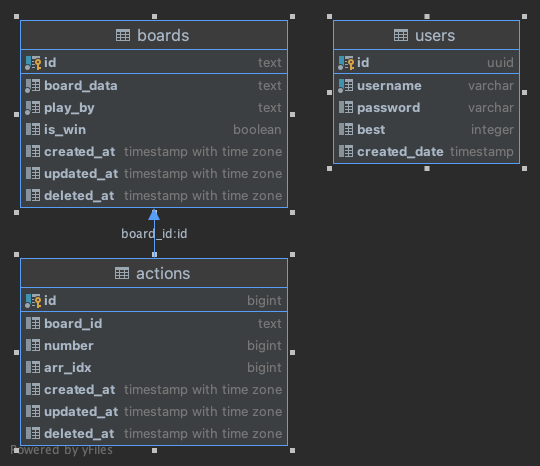 boards
id text
board_data text
play_by text
is_win boolean
created_at timestamp with time zone
updated_at timestamp with time zone
deleted_at timestamp with time zone
users
id uuid
username varchar
password varchar
best integer
created_date timestamp
board_id:id
actions
id bigint
board_id text
number bigint
arr_idx bigint
created_at timestamp with time zone
updated_at timestamp with time zone
deleted_at timestamp with time zone
Powered by yFiles